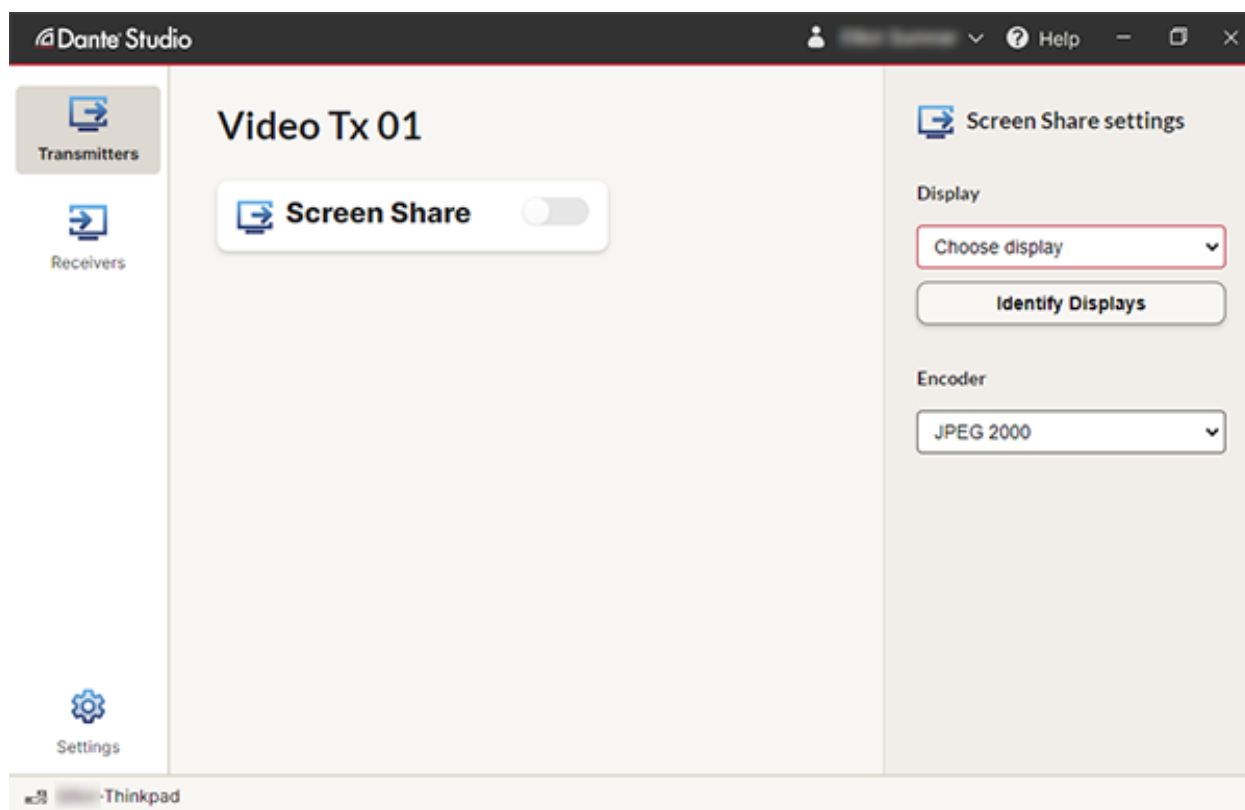 Dante Studio
Help
Transmitters
Receivers
Settings
Video Tx 01
Screen Share
Screen Share settings
Display
Choose display
Identify Displays
Encoder
JPEG 2000
-Thinkpad